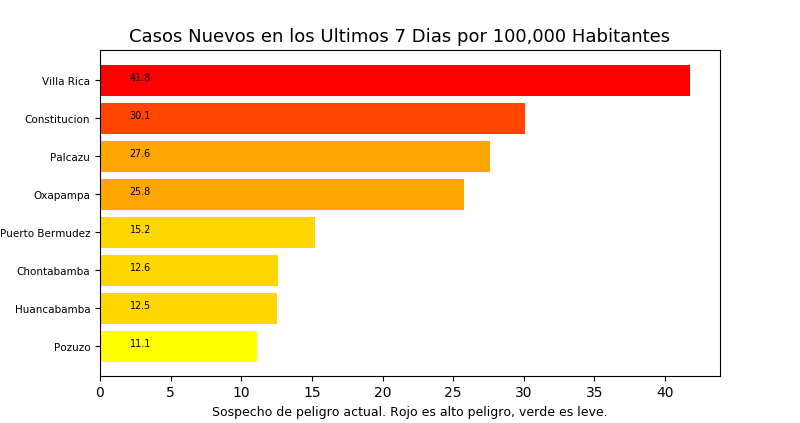 Casos Nuevos en los Ultimos 7 Dias por 100,000 Habitantes
Villa Rica 41.8
Constitucion 30.1
Palcazu 27.6
Oxapampa 25.8
Puerto Bermudez 15.2
Chontabamba 12.6
Huancabamba 12.5
Pozuzo 11.1
0 5 10 15 20 25 30 35 40
Sospecho de peligro actual. Rojo es alto peligro, verde es leve.